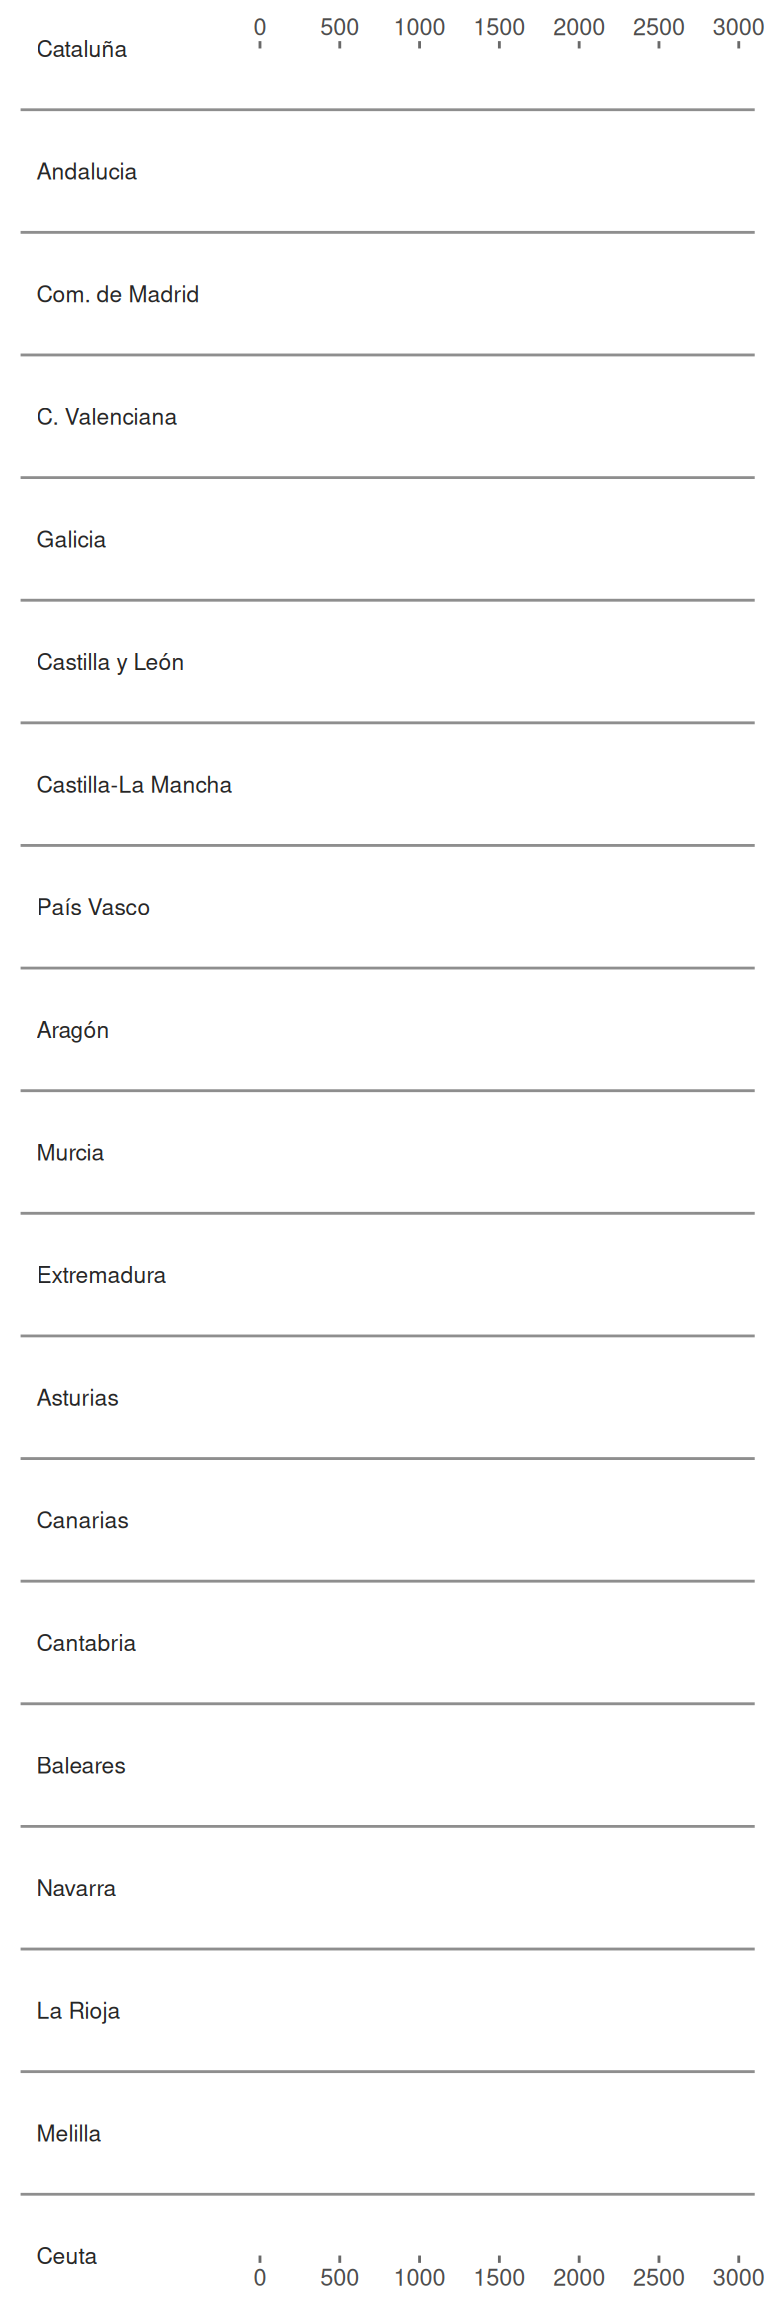 0 500 1000 1500 2000 2500 3000
Cataluña
Andalucia
Com. de Madrid
C. Valenciana
Galicia
Castilla y León
Castilla-La Mancha
País Vasco
Aragón
Murcia
Extremadura
Asturias
Canarias
Cantabria
Baleares
Navarra
La Rioja
Melilla
Ceuta
0 500 1000 1500 2000 2500 3000